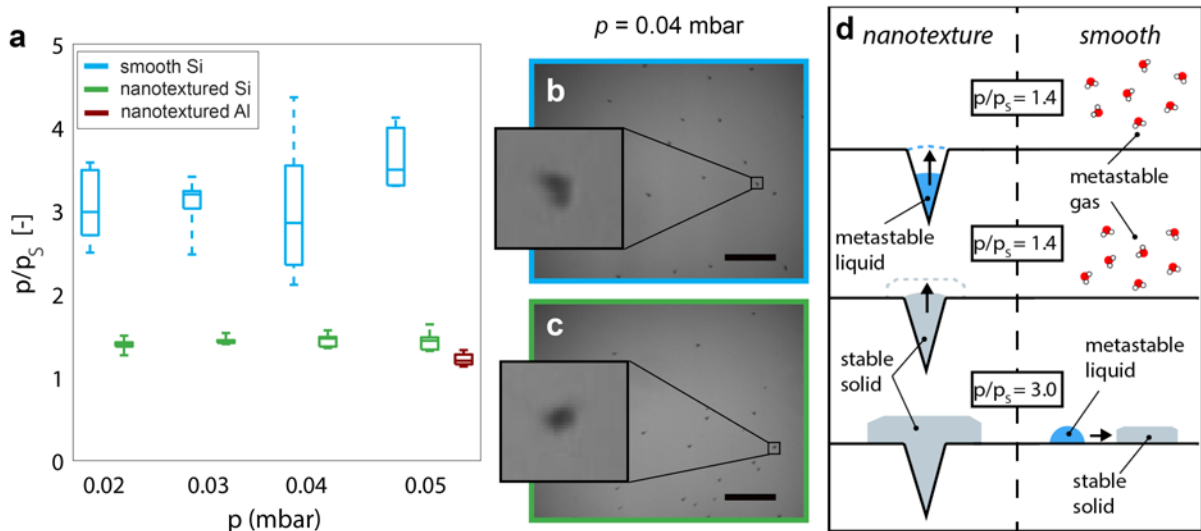 a
5
4
3
2
1
0
p/pS [-]
smooth Si
nanotextured Si
nanotextured Al
0.02 0.03 0.04 0.05
p (mbar)
p = 0.04 mbar
b
c
d
nanotexture smooth
p/pS = 1.4
metastable
liquid
metastable
gas
p/pS = 1.4
stable
solid
p/pS = 3.0
metastable
liquid
stable
solid